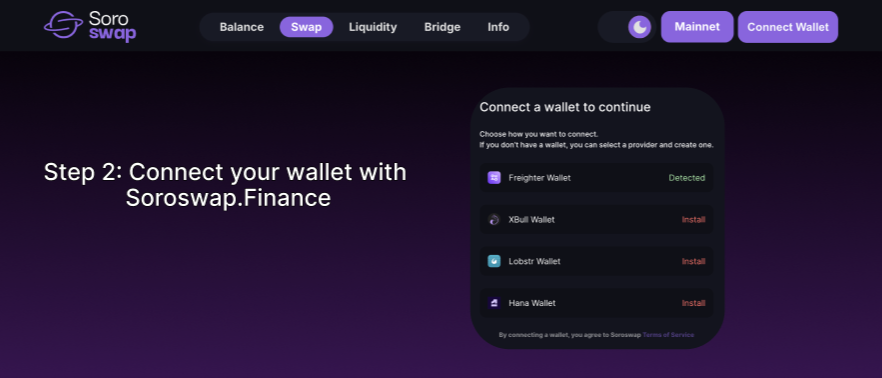 Soro
swap
Balance Swap Liquidity Bridge Info
Mainnet Connect Wallet
Step 2: Connect your wallet with
Soroswap.Finance
Connect a wallet to continue
Choose how you want to connect.
If you don't have a wallet, you can select a provider and create one.
Freighter Wallet Detected
XBull Wallet Install
Lobstr Wallet Install
Hana Wallet Install
By connecting a wallet, you agree to Soroswap Terms of Service